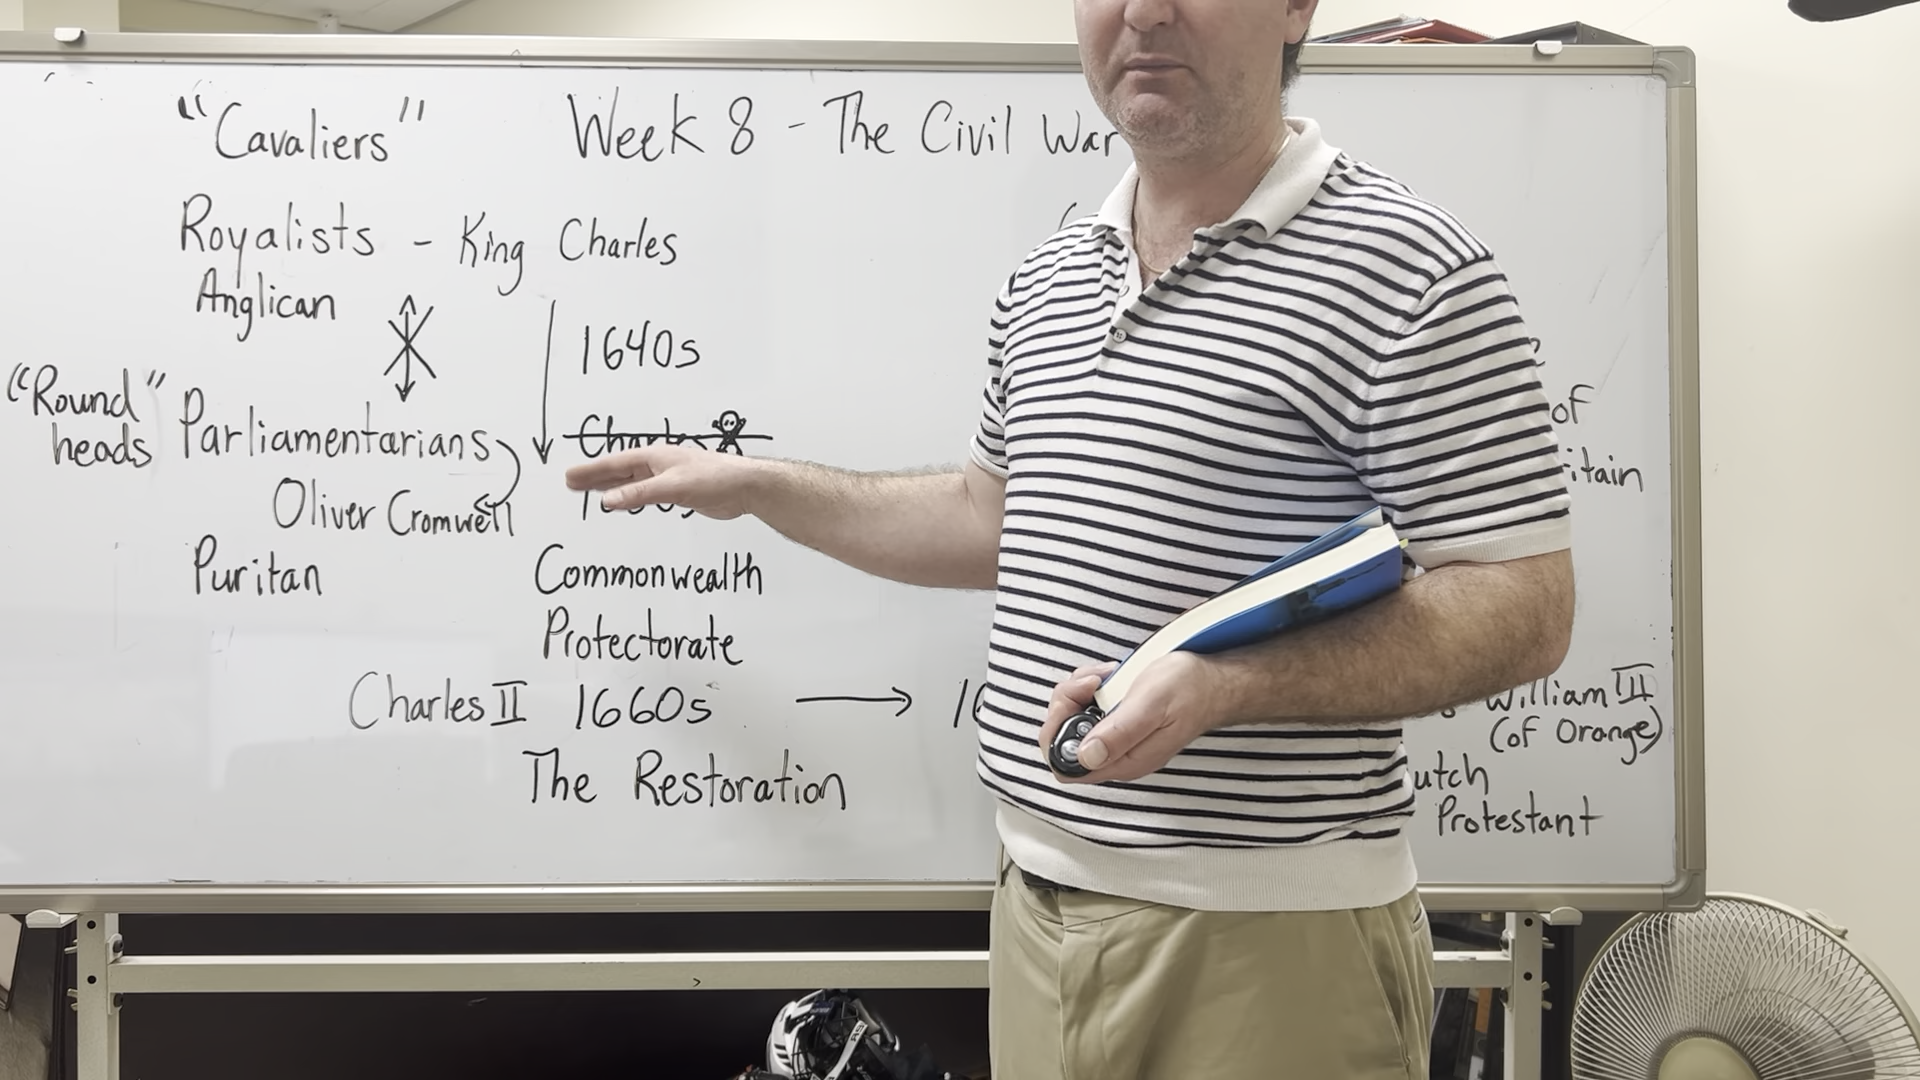 "Cavaliers"
Week 8 - The Civil War
Royalists - King Charles
Anglican
1640s
"Round heads"
Parliamentarians
Charles
of
Oliver Cromwell
itain
Puritan
Commonwealth
Protectorate
Charles II 1660s
William III
(of Orange)
The Restoration
utch
Protestant